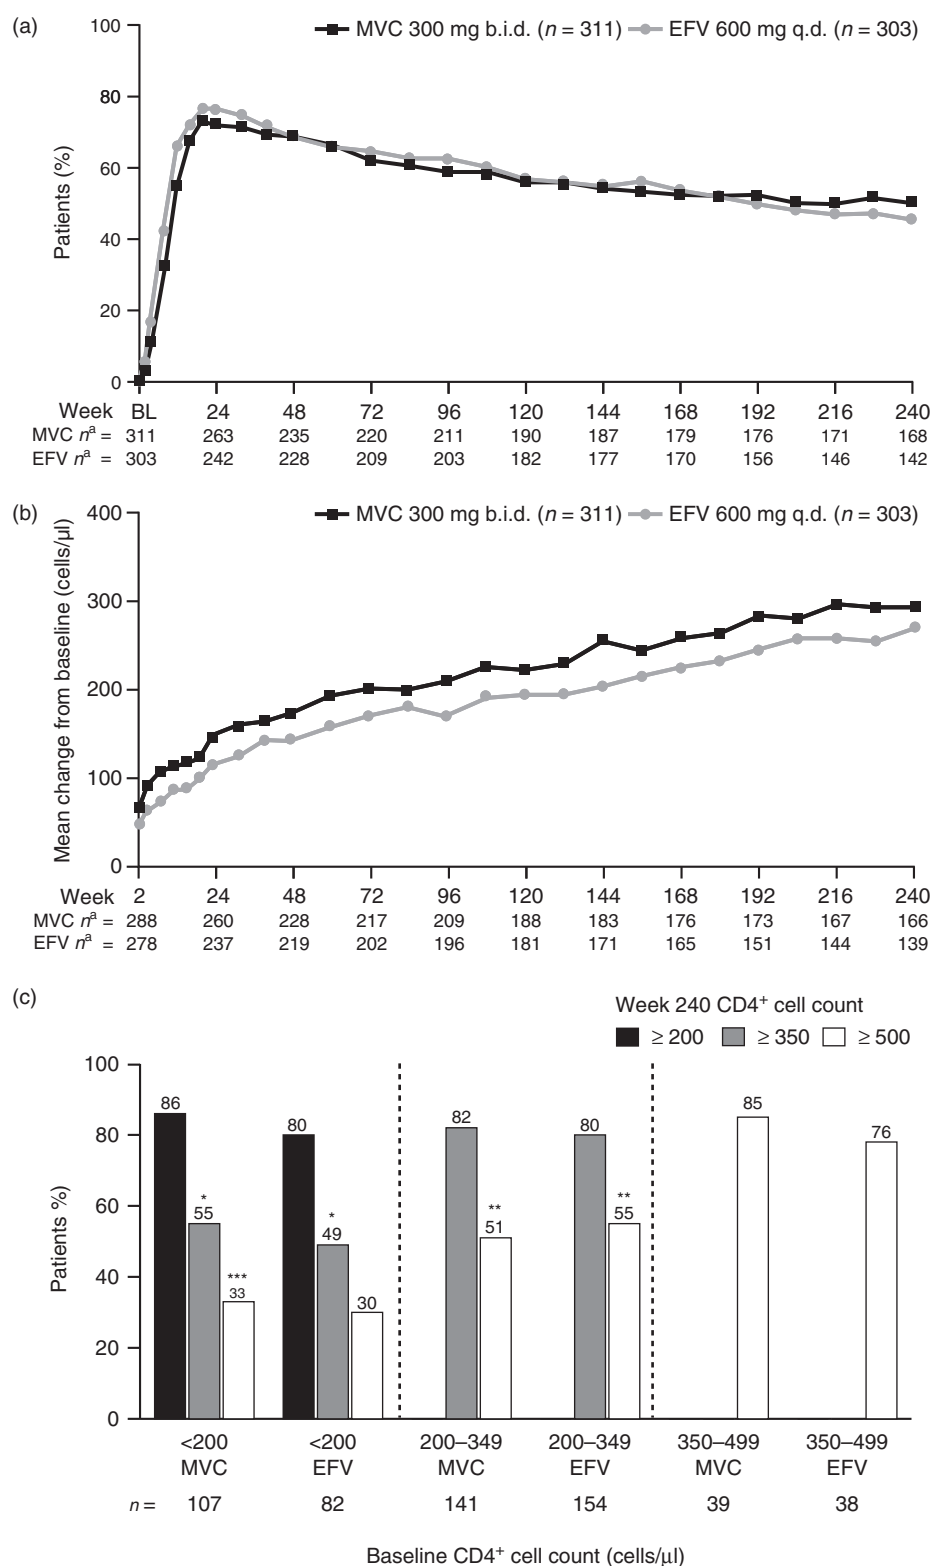 (a)
MVC 300 mg b.i.d. (n = 311) EFV 600 mg q.d. (n = 303)
Patients (%)
100
80
60
40
20
0
Week BL 24 48 72 96 120 144 168 192 216 240
MVC nᵃ = 311 263 235 220 211 190 187 179 176 171 168
EFV nᵃ = 303 242 228 209 203 182 177 170 156 146 142
(b)
MVC 300 mg b.i.d. (n = 311) EFV 600 mg q.d. (n = 303)
Mean change from baseline (cells/μl)
400
300
200
100
0
Week 2 24 48 72 96 120 144 168 192 216 240
MVC nᵃ = 288 260 228 217 209 188 183 176 173 167 166
EFV nᵃ = 278 237 219 202 196 181 171 165 151 144 139
(c)
Week 240 CD4⁺ cell count
≥ 200 ≥ 350 ≥ 500
Patients %)
100
80
60
40
20
0
86
*
55
***
33
80
*
49
30
82
**
51
80
**
55
85
76
<200 <200 200–349 200–349 350–499 350–499
MVC EFV MVC EFV MVC EFV
n = 107 82 141 154 39 38
Baseline CD4⁺ cell count (cells/μl)